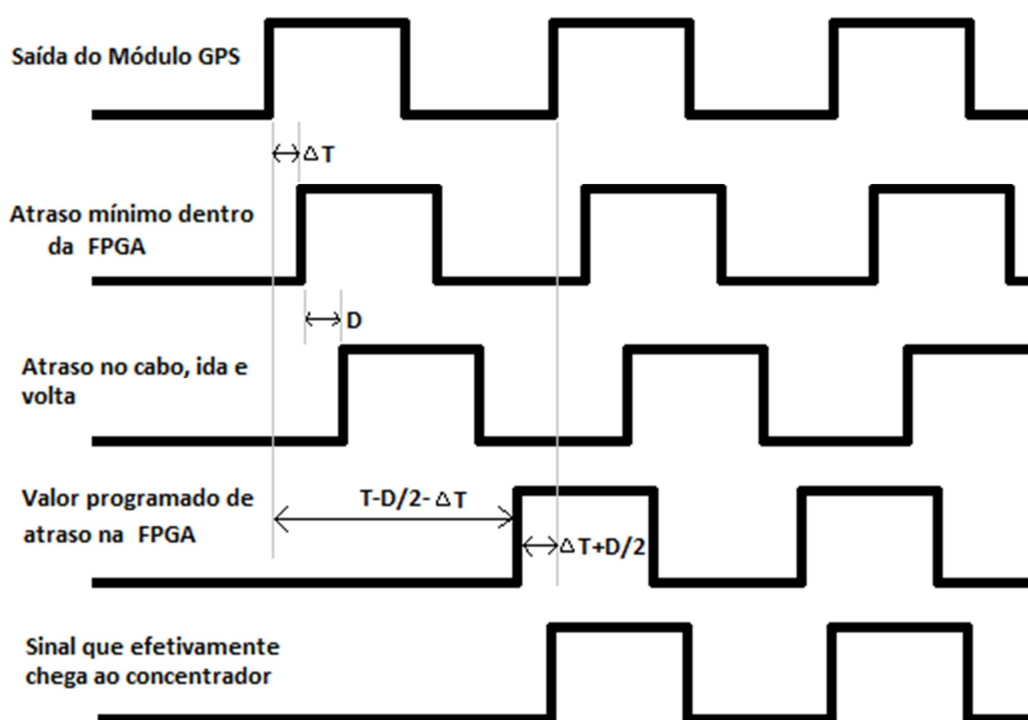 Saída do Módulo GPS
ΔT
Atraso mínimo dentro
da FPGA
D
Atraso no cabo, ida e
volta
Valor programado de
atraso na FPGA
T-D/2-ΔT
ΔT+D/2
Sinal que efetivamente
chega ao concentrador